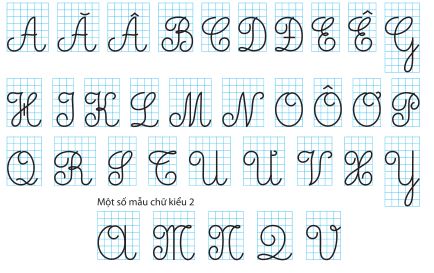 A Ă Â B C D Đ E Ê G
H I K L M N O Ô Ơ P
Q R S T U Ư V X Y
Một số mẫu chữ kiểu 2
A M N Q V